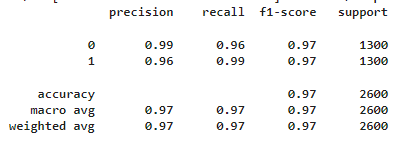 precision recall f1-score support
0 0.99 0.96 0.97 1300
1 0.96 0.99 0.97 1300
accuracy 0.97 2600
macro avg 0.97 0.97 0.97 2600
weighted avg 0.97 0.97 0.97 2600